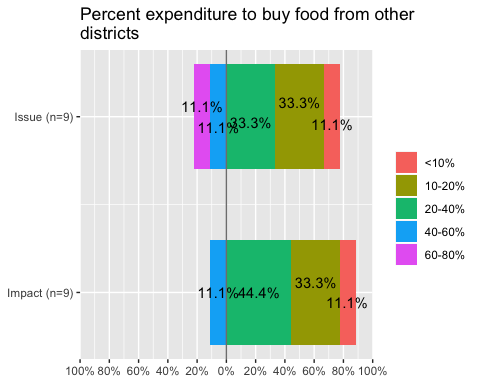 Percent expenditure to buy food from other
districts
Issue (n=9)
11.1%
11.1%
33.3%
33.3%
11.1%
Impact (n=9)
11.1%
44.4%
33.3%
11.1%
100% 80% 60% 40% 20% 0% 20% 40% 60% 80% 100%
<10%
10-20%
20-40%
40-60%
60-80%